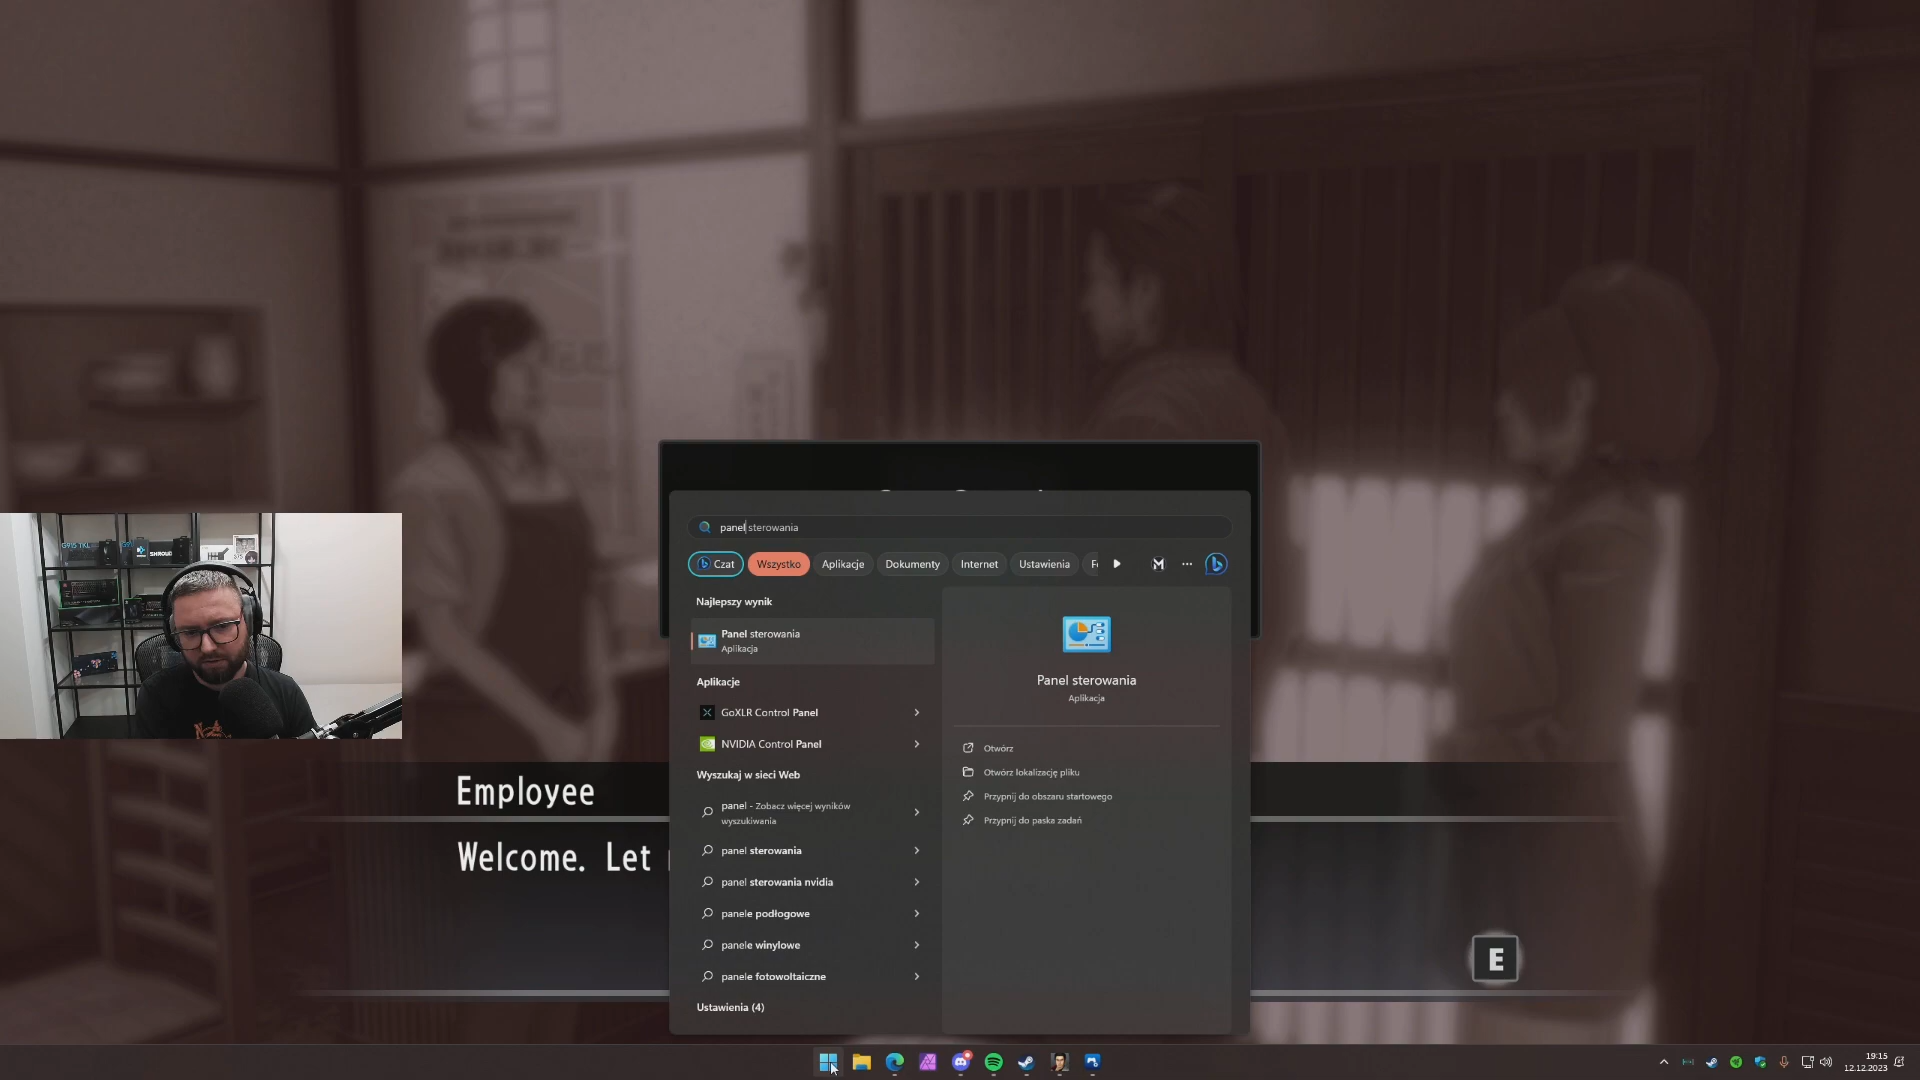 panel sterowania
Czat
Wszystko
Aplikacje
Dokumenty
Internet
Ustawienia
Najlepszy wynik
Panel sterowania
Aplikacja
Aplikacje
GoXLR Control Panel
NVIDIA Control Panel
Wyszukaj w sieci Web
panel - Zobacz więcej wyników
wyszukiwania
panel sterowania
panel sterowania nvidia
panele podłogowe
panele winylowe
panele fotowoltaiczne
Ustawienia (4)
Panel sterowania
Aplikacja
Otwórz
Otwórz lokalizację pliku
Przypnij do obszaru startowego
Przypnij do paska zadań
G915 TKL
SHROUD
Employee
Welcome. Let
E
19:15
12.12.2023